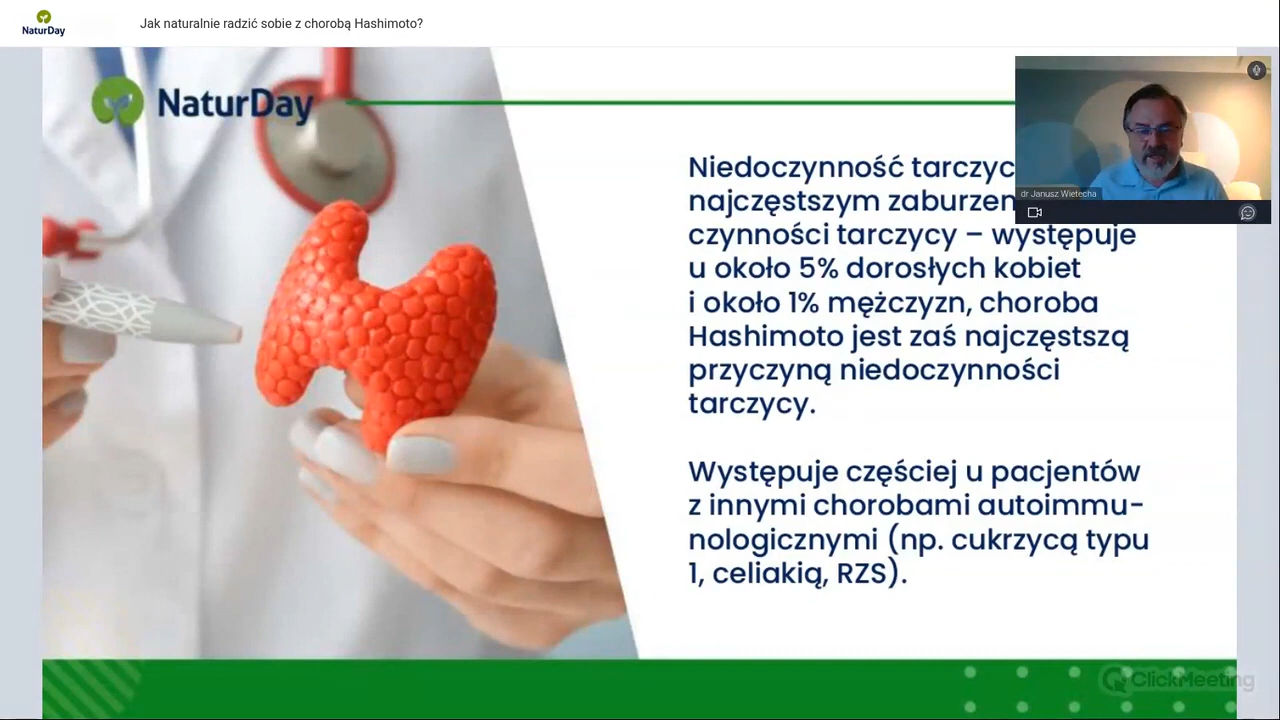 NaturDay
Jak naturalnie radzić sobie z chorobą Hashimoto?
NaturDay
Niedoczynność
najczęstszym
czynności tarczycy – występuje
u około 5% dorosłych kobiet
i około 1% mężczyzn, choroba
Hashimoto jest zaś najczęstszą
przyczyną niedoczynności
tarczycy.
Występuje częściej u pacjentów
z innymi chorobami autoimmu-
nologicznymi (np. cukrzycą typu
1, celiakią, RZS).
dr Janusz Wietecha
ClickMeeting